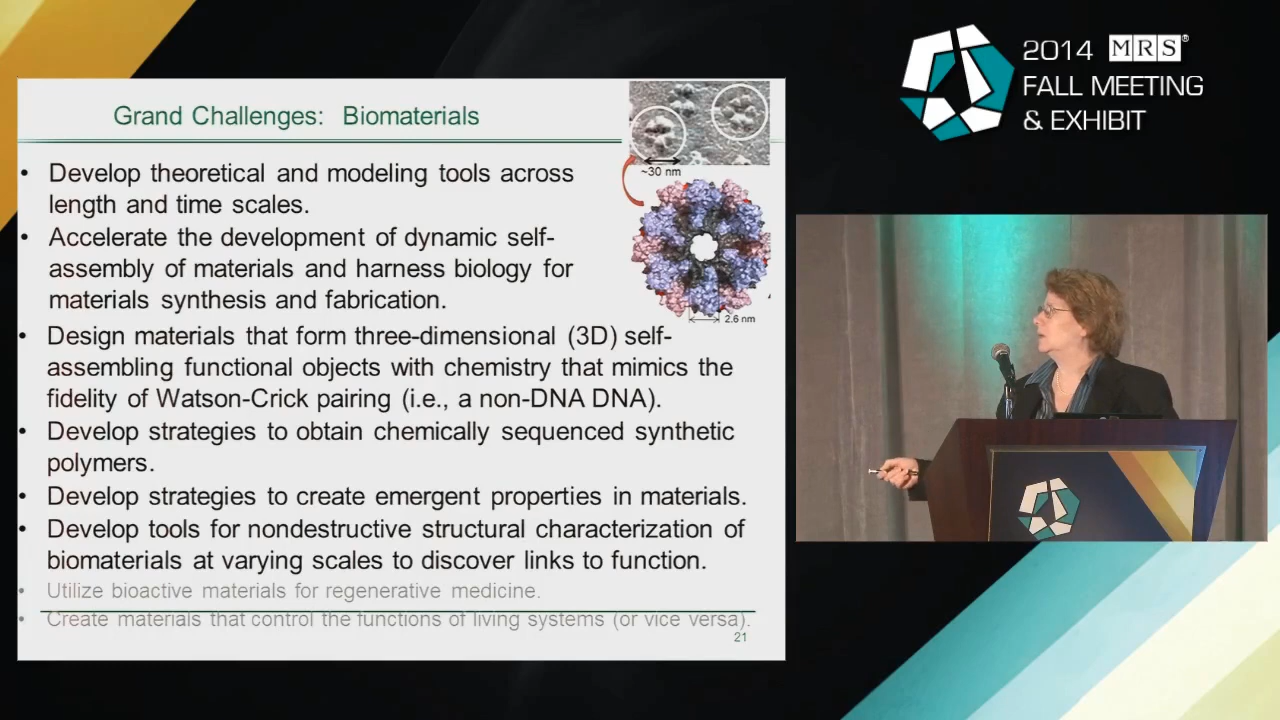 2014 MRS®
FALL MEETING
& EXHIBIT
Grand Challenges: Biomaterials
~30 nm
2.6 nm
• Develop theoretical and modeling tools across
length and time scales.
• Accelerate the development of dynamic self-
assembly of materials and harness biology for
materials synthesis and fabrication.
• Design materials that form three-dimensional (3D) self-
assembling functional objects with chemistry that mimics the
fidelity of Watson-Crick pairing (i.e., a non-DNA DNA).
• Develop strategies to obtain chemically sequenced synthetic
polymers.
• Develop strategies to create emergent properties in materials.
• Develop tools for nondestructive structural characterization of
biomaterials at varying scales to discover links to function.
• Utilize bioactive materials for regenerative medicine.
• Create materials that control the functions of living systems (or vice versa).
21